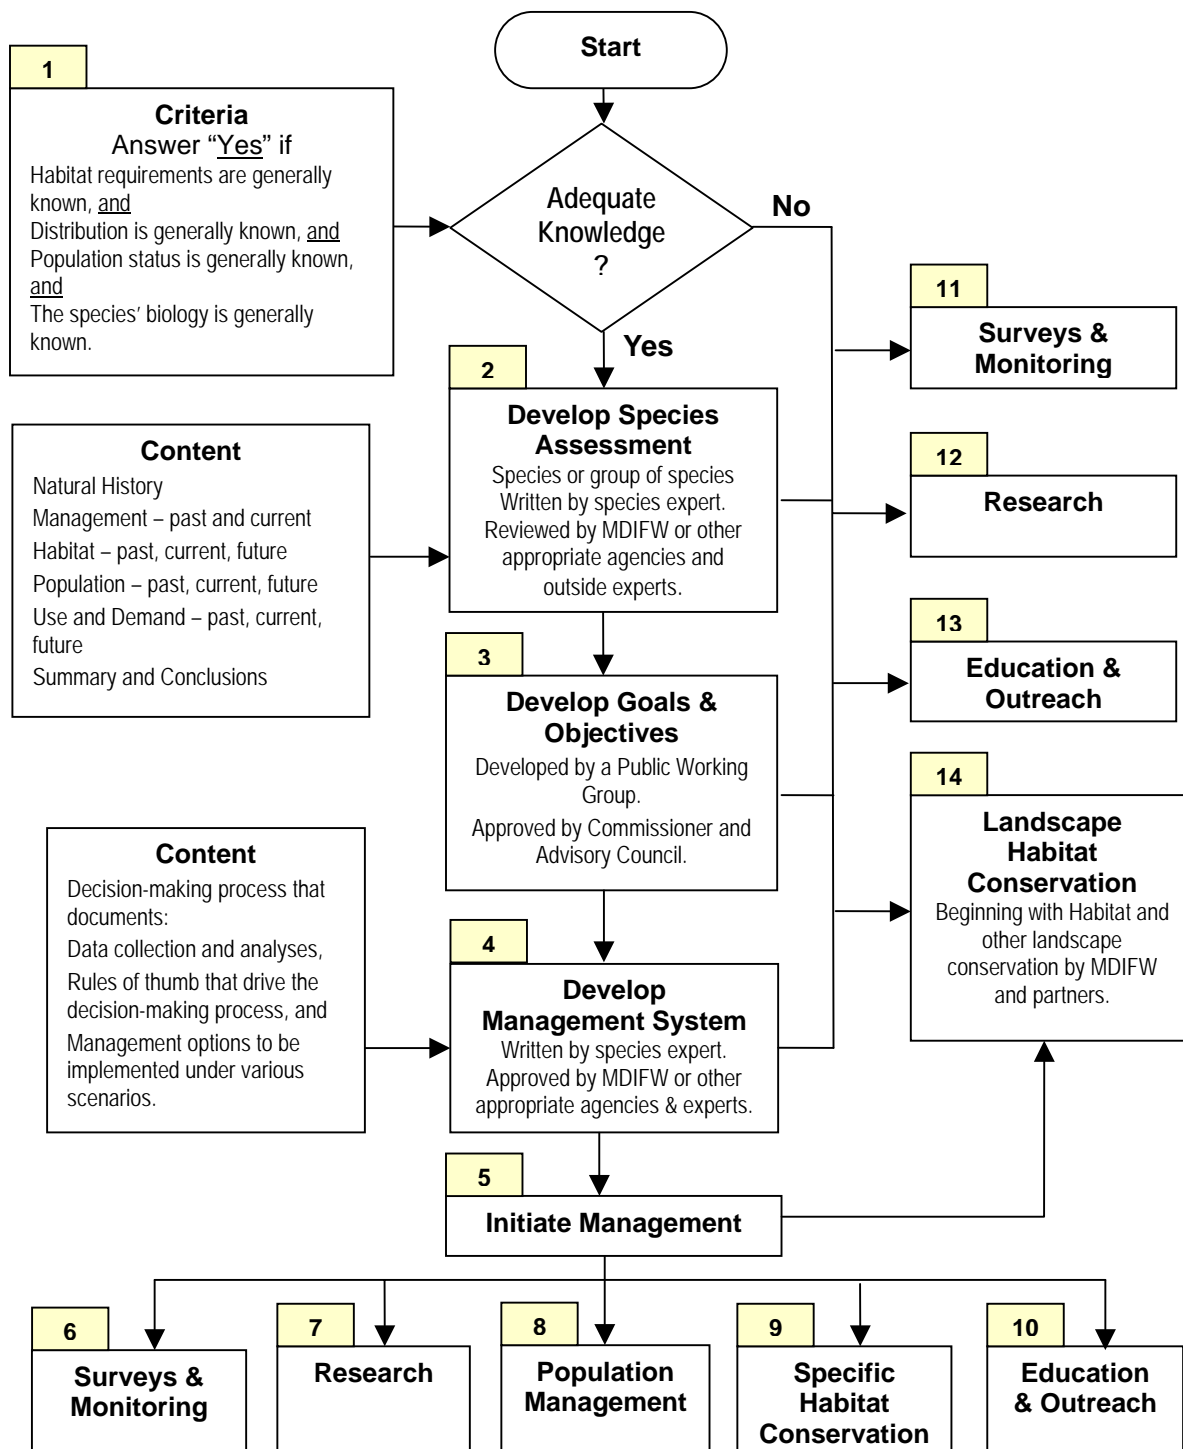 Start
1
Criteria
Answer “Yes” if
Habitat requirements are generally
known, and
Distribution is generally known, and
Population status is generally known,
and
The species’ biology is generally
known.
Adequate
Knowledge
?
No
Yes
2
Develop Species
Assessment
Species or group of species
Written by species expert.
Reviewed by MDIFW or other
appropriate agencies and
outside experts.
Content
Natural History
Management – past and current
Habitat – past, current, future
Population – past, current, future
Use and Demand – past, current,
future
Summary and Conclusions
3
Develop Goals &
Objectives
Developed by a Public Working
Group.
Approved by Commissioner and
Advisory Council.
Content
Decision-making process that
documents:
Data collection and analyses,
Rules of thumb that drive the
decision-making process, and
Management options to be
implemented under various
scenarios.
4
Develop
Management System
Written by species expert.
Approved by MDIFW or other
appropriate agencies & experts.
5
Initiate Management
11
Surveys &
Monitoring
12
Research
13
Education &
Outreach
14
Landscape
Habitat
Conservation
Beginning with Habitat and
other landscape
conservation by MDIFW
and partners.
6
Surveys &
Monitoring
7
Research
8
Population
Management
9
Specific
Habitat
Conservation
10
Education
& Outreach